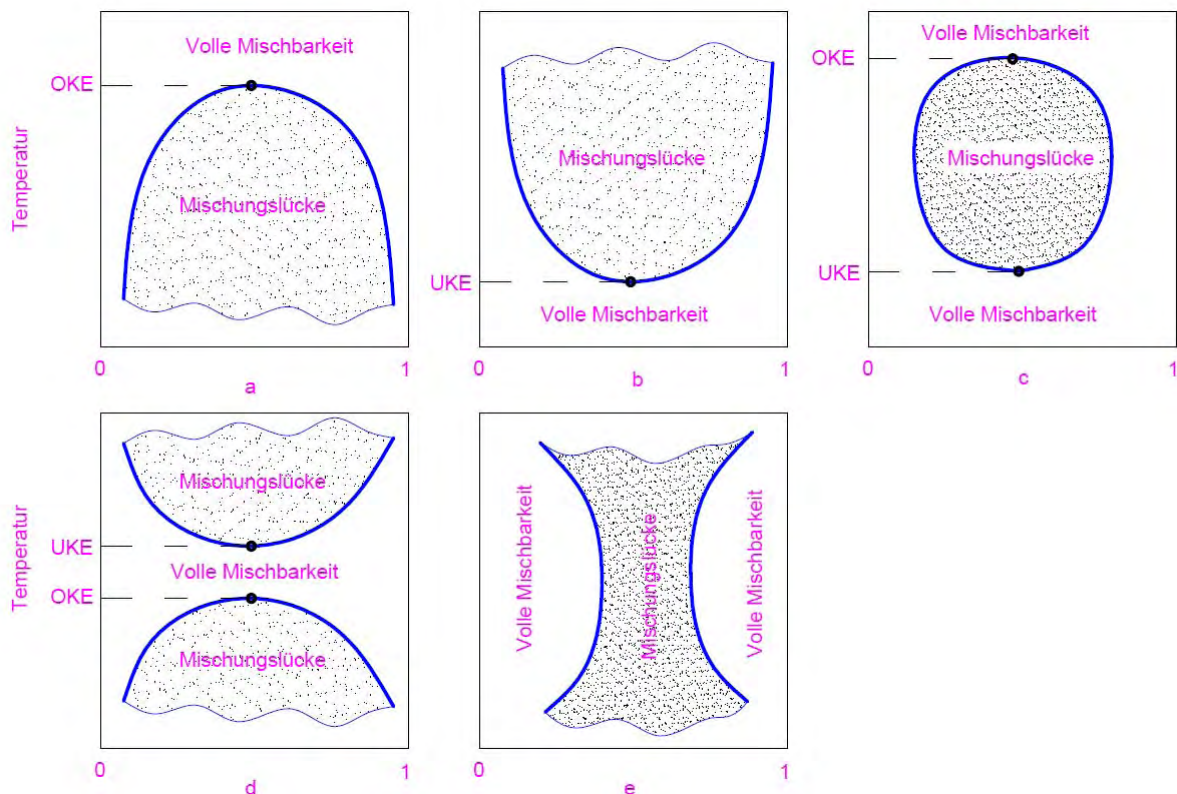 Volle Mischbarkeit
OKE
Temperatur
Mischungslücke
0
1
a
Mischungslücke
UKE
Volle Mischbarkeit
0
1
b
Volle Mischbarkeit
OKE
Mischungslücke
UKE
Volle Mischbarkeit
0
1
c
Mischungslücke
Temperatur
UKE
Volle Mischbarkeit
OKE
Mischungslücke
0
1
d
Volle Mischbarkeit
Mischungslücke
Volle Mischbarkeit
0
1
e